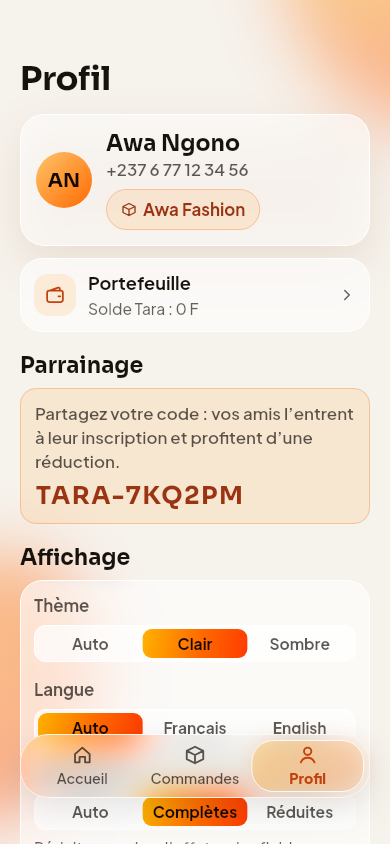 Profil
AN
Awa Ngono
+237 6 77 12 34 56
Awa Fashion
Portefeuille
Solde Tara : 0 F
Parrainage
Partagez votre code : vos amis l’entrent
à leur inscription et profitent d’une
réduction.
TARA-7KQ2PM
Affichage
Thème
Auto Clair Sombre
Langue
Auto Français English
Accueil Commandes Profil
Auto Complètes Réduites